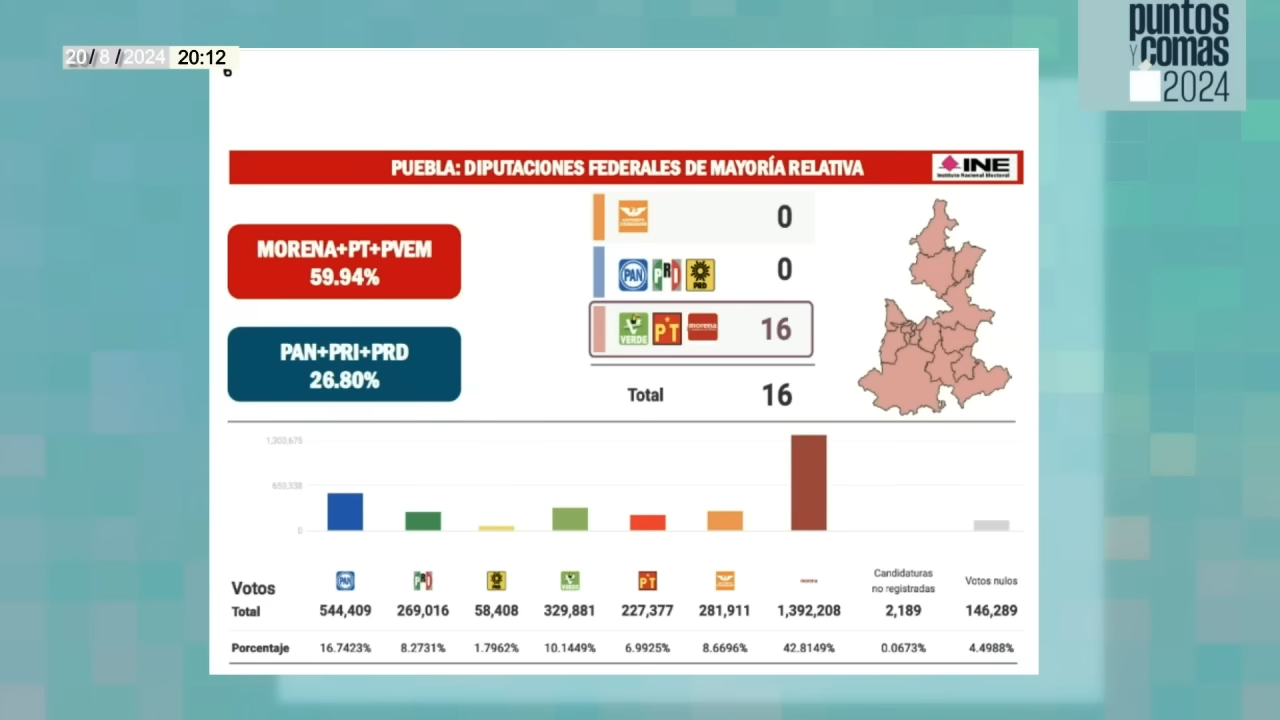 20/8/2024 20:12
puntos
Y comas
2024
6
PUEBLA: DIPUTACIONES FEDERALES DE MAYORÍA RELATIVA
INE
Instituto Nacional Electoral
MORENA+PT+PVEM
59.94%
PAN+PRI+PRD
26.80%
0
PAN PRI PRD 0
VERDE PT morena 16
Total 16
1,300,675
650,338
0
Votos PAN PRI PRD VERDE PT morena Candidaturas no registradas Votos nulos
Total 544,409 269,016 58,408 329,881 227,377 281,911 1,392,208 2,189 146,289
Porcentaje 16.7423% 8.2731% 1.7962% 10.1449% 6.9925% 8.6696% 42.8149% 0.0673% 4.4988%